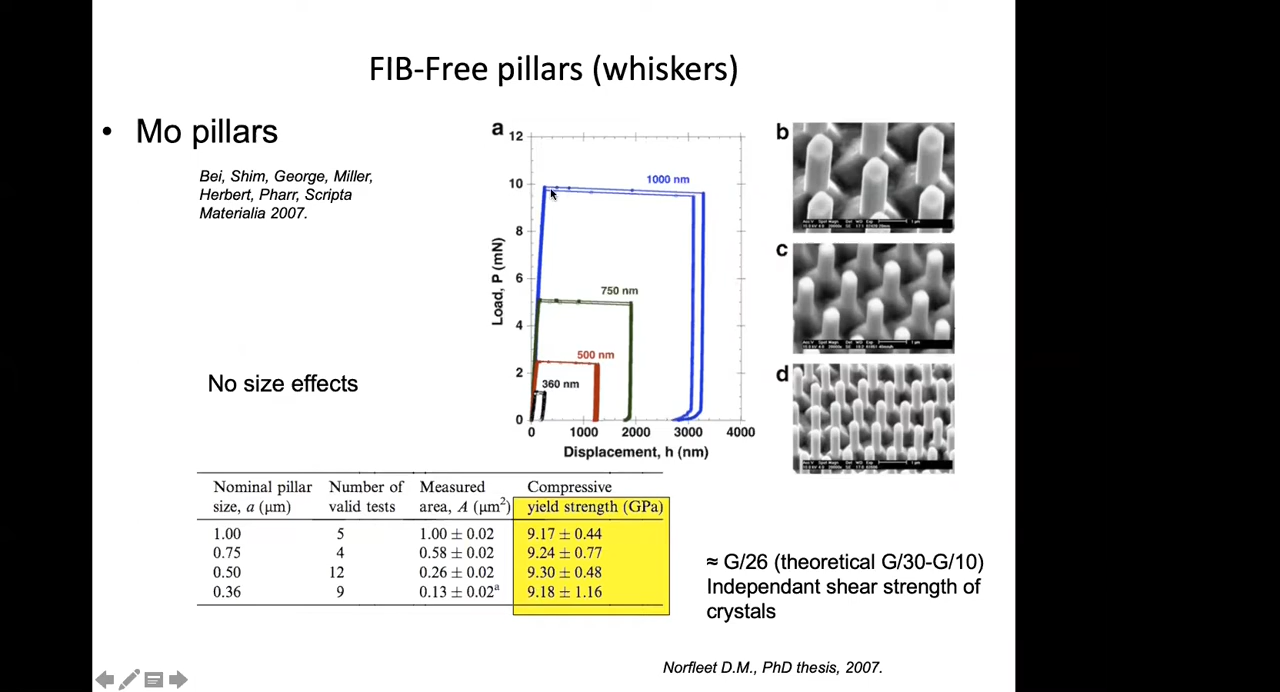 FIB-Free pillars (whiskers)
• Mo pillars
Bei, Shim, George, Miller,
Herbert, Pharr, Scripta
Materialia 2007.
No size effects
a
12
10
8
6
4
2
0
Load, P (mN)
1000 nm
750 nm
500 nm
360 nm
0 1000 2000 3000 4000
Displacement, h (nm)
b
c
d
Nominal pillar Number of Measured Compressive
size, a (μm) valid tests area, A (μm²) yield strength (GPa)
1.00 5 1.00 ± 0.02 9.17 ± 0.44
0.75 4 0.58 ± 0.02 9.24 ± 0.77
0.50 12 0.26 ± 0.02 9.30 ± 0.48
0.36 9 0.13 ± 0.02ᵃ 9.18 ± 1.16
≈ G/26 (theoretical G/30-G/10)
Independant shear strength of
crystals
Norfleet D.M., PhD thesis, 2007.